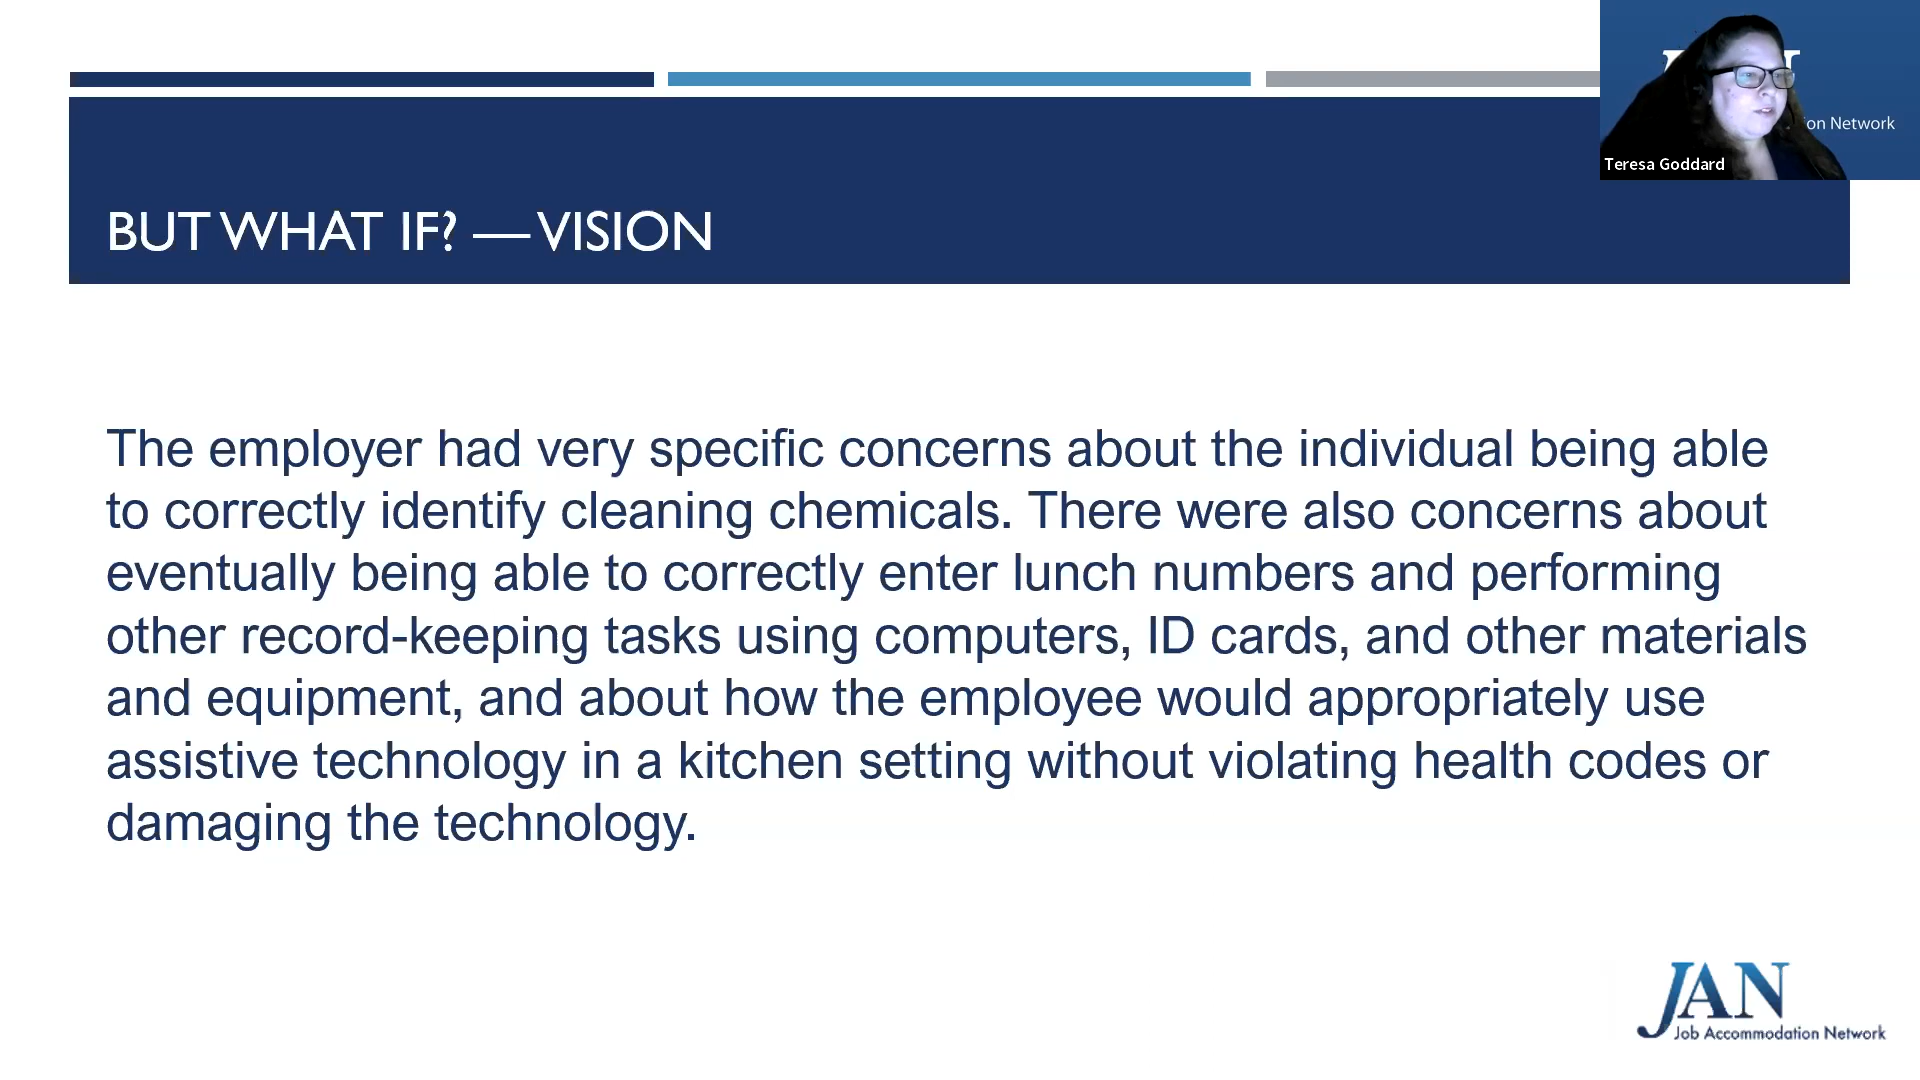 on Network
Teresa Goddard
BUT WHAT IF? — VISION
The employer had very specific concerns about the individual being able
to correctly identify cleaning chemicals. There were also concerns about
eventually being able to correctly enter lunch numbers and performing
other record-keeping tasks using computers, ID cards, and other materials
and equipment, and about how the employee would appropriately use
assistive technology in a kitchen setting without violating health codes or
damaging the technology.
JAN
Job Accommodation Network